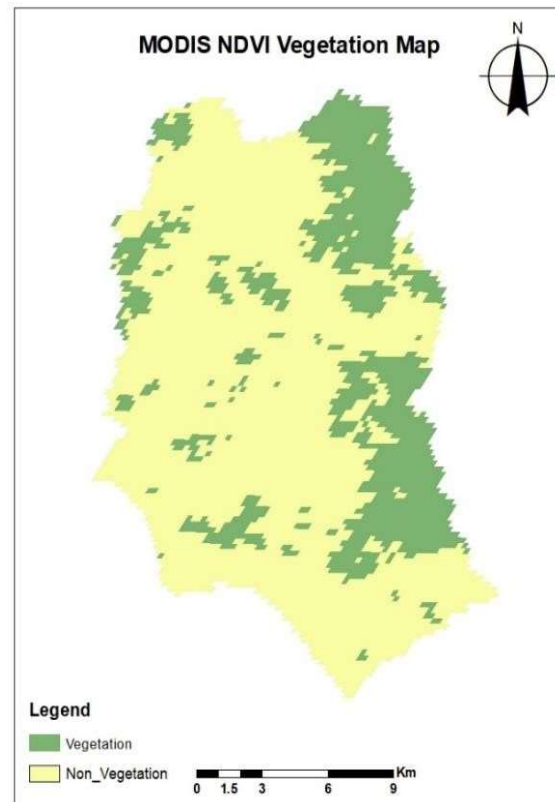 MODIS NDVI Vegetation Map
N
Legend
Vegetation
Non_Vegetation
Km
0 1.5 3 6 9